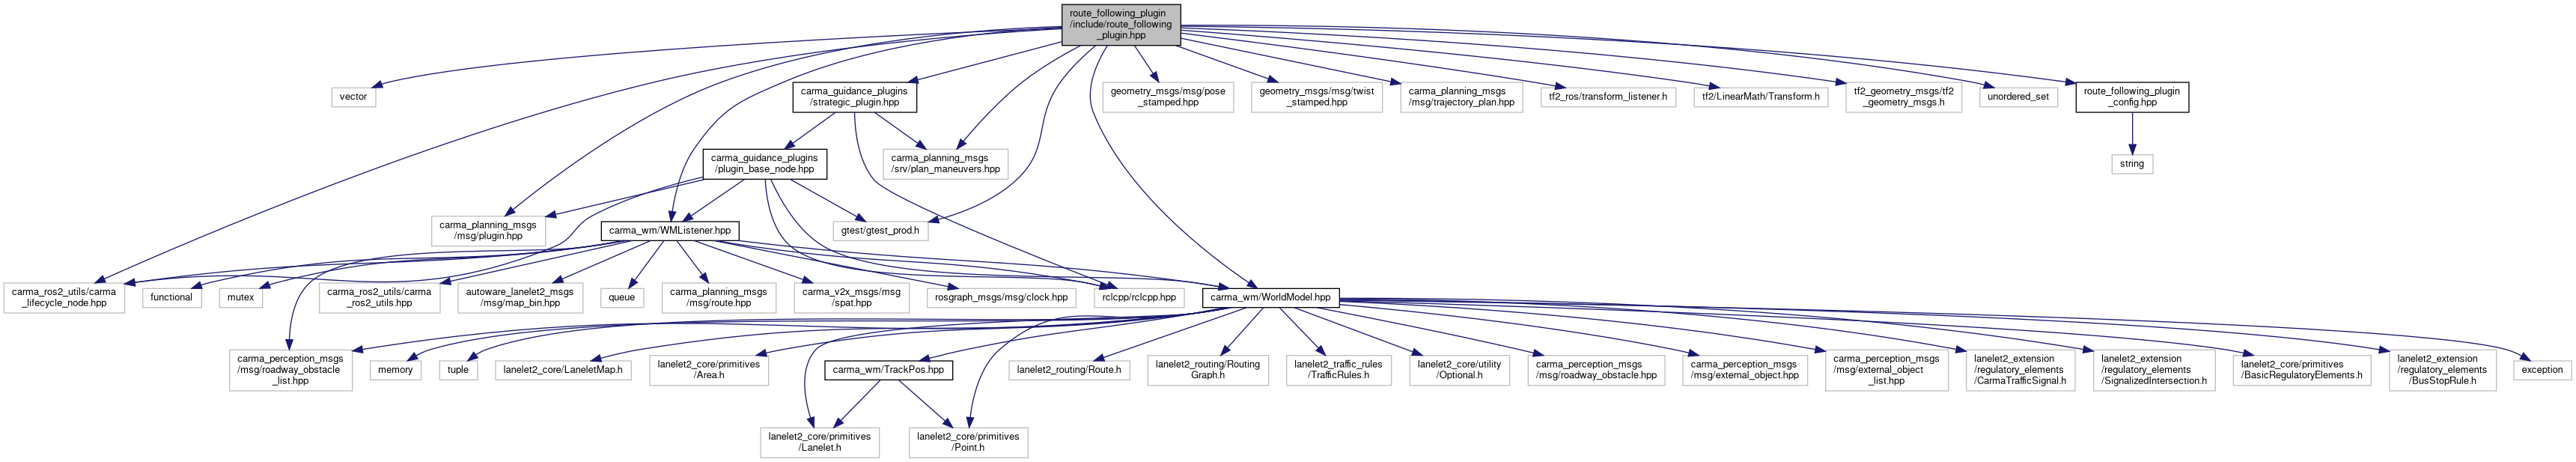 route_following_plugin
/include/route_following
_plugin.hpp
vector
carma_guidance_plugins
/strategic_plugin.hpp
geometry_msgs/msg/pose
_stamped.hpp
geometry_msgs/msg/twist
_stamped.hpp
carma_planning_msgs
/msg/trajectory_plan.hpp
tf2_ros/transform_listener.h
tf2/LinearMath/Transform.h
tf2_geometry_msgs/tf2
_geometry_msgs.h
unordered_set
route_following_plugin
_config.hpp
carma_guidance_plugins
/plugin_base_node.hpp
carma_planning_msgs
/srv/plan_maneuvers.hpp
string
carma_planning_msgs
/msg/plugin.hpp
carma_wm/WMListener.hpp
gtest/gtest_prod.h
carma_ros2_utils/carma
_lifecycle_node.hpp
functional
mutex
carma_ros2_utils/carma
_ros2_utils.hpp
autoware_lanelet2_msgs
/msg/map_bin.hpp
queue
carma_planning_msgs
/msg/route.hpp
carma_v2x_msgs/msg
/spat.hpp
rosgraph_msgs/msg/clock.hpp
rclcpp/rclcpp.hpp
carma_wm/WorldModel.hpp
carma_perception_msgs
/msg/roadway_obstacle
_list.hpp
memory
tuple
lanelet2_core/LaneletMap.h
lanelet2_core/primitives
/Area.h
carma_wm/TrackPos.hpp
lanelet2_routing/Route.h
lanelet2_routing/Routing
Graph.h
lanelet2_traffic_rules
/TrafficRules.h
lanelet2_core/utility
/Optional.h
carma_perception_msgs
/msg/roadway_obstacle.hpp
carma_perception_msgs
/msg/external_object.hpp
carma_perception_msgs
/msg/external_object
_list.hpp
lanelet2_extension
/regulatory_elements
/CarmaTrafficSignal.h
lanelet2_extension
/regulatory_elements
/SignalizedIntersection.h
lanelet2_core/primitives
/BasicRegulatoryElements.h
lanelet2_extension
/regulatory_elements
/BusStopRule.h
exception
lanelet2_core/primitives
/Lanelet.h
lanelet2_core/primitives
/Point.h